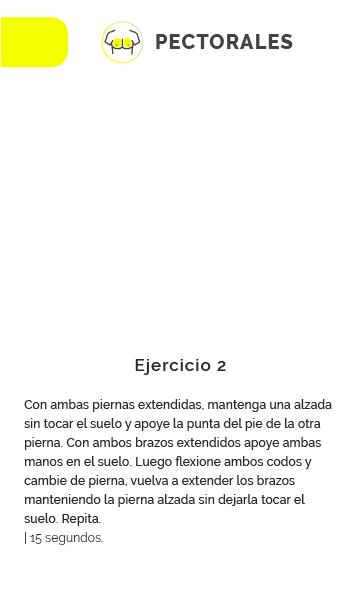 PECTORALES
Ejercicio 2
Con ambas piernas extendidas, mantenga una alzada
sin tocar el suelo y apoye la punta del pie de la otra
pierna. Con ambos brazos extendidos apoye ambas
manos en el suelo. Luego flexione ambos codos y
cambie de pierna, vuelva a extender los brazos
manteniendo la pierna alzada sin dejarla tocar el
suelo. Repita.
| 15 segundos.